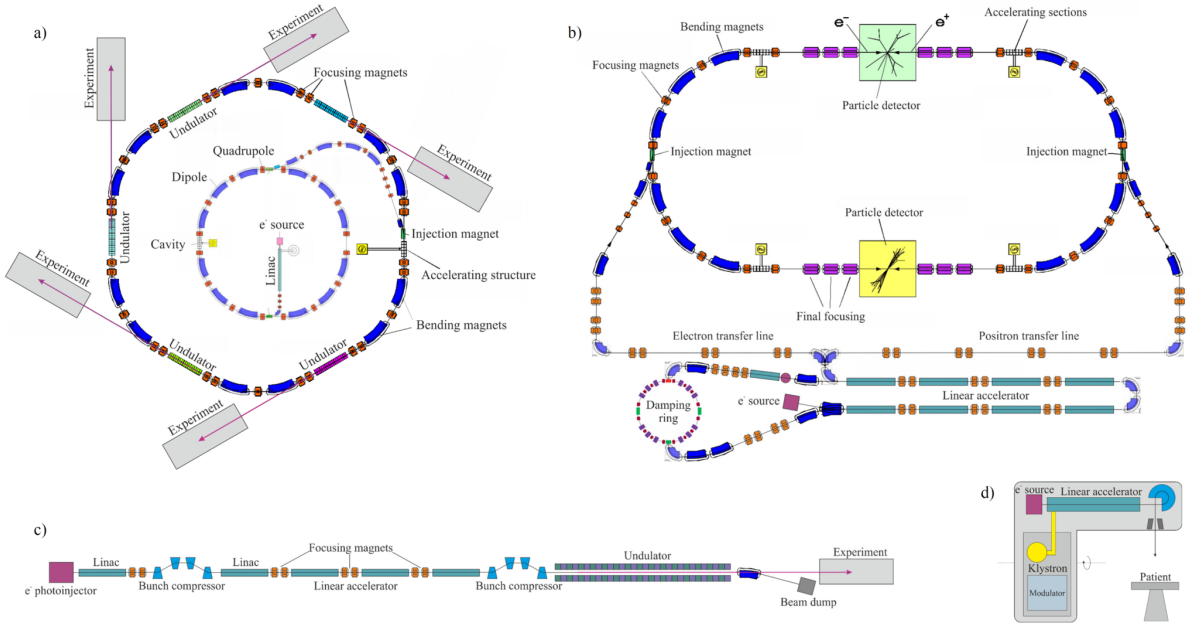 a)
Experiment
Experiment
Focusing magnets
Undulator
Experiment
Quadrupole
Dipole
Undulator
e⁻ source
Cavity
Linac
Injection magnet
Accelerating structure
Experiment
Bending magnets
Undulator
Undulator
Experiment
b)
Bending magnets
e⁻
e⁺
Accelerating sections
Focusing magnets
Particle detector
Injection magnet
Injection magnet
Particle detector
Final focusing
Electron transfer line
Positron transfer line
Damping
ring
e⁻ source
Linear accelerator
c)
Linac
Linac
Focusing magnets
Undulator
Experiment
e⁻ photoinjector
Bunch compressor
Linear accelerator
Bunch compressor
Beam dump
d)
e⁻ source
Linear accelerator
Klystron
Modulator
Patient